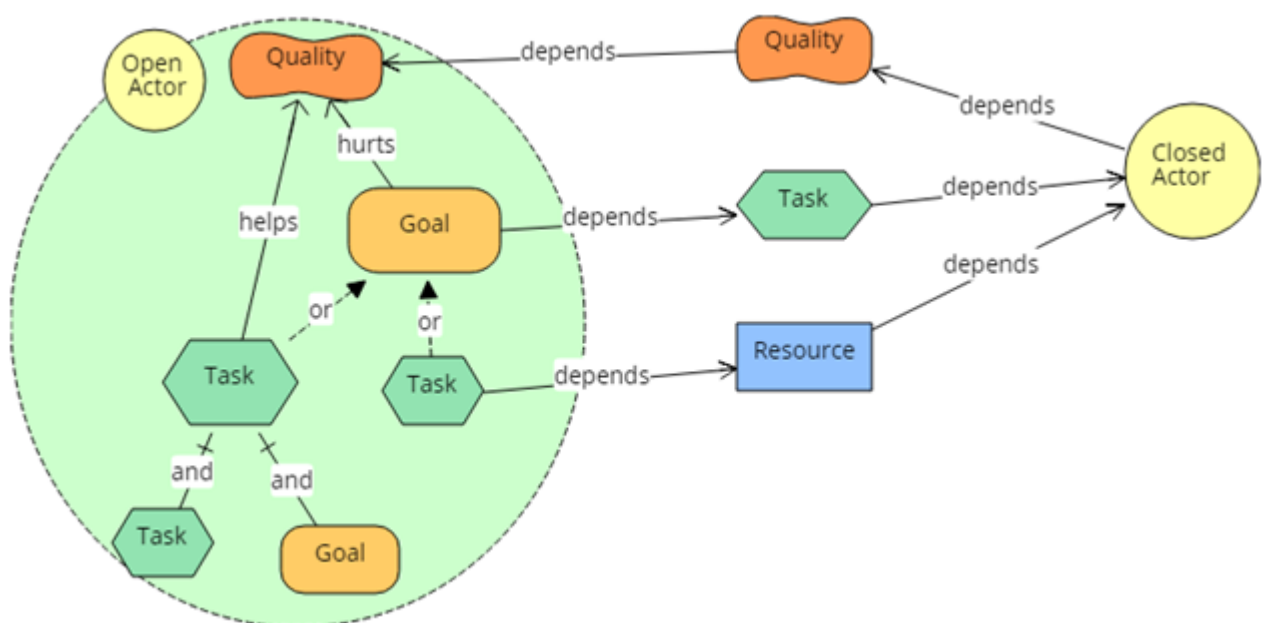 Quality
depends
Quality
Open
Actor
depends
hurts
Closed
Actor
Task
depends
helps
Goal
depends
depends
or
or
Resource
Task
Task
depends
and
and
Task
Goal